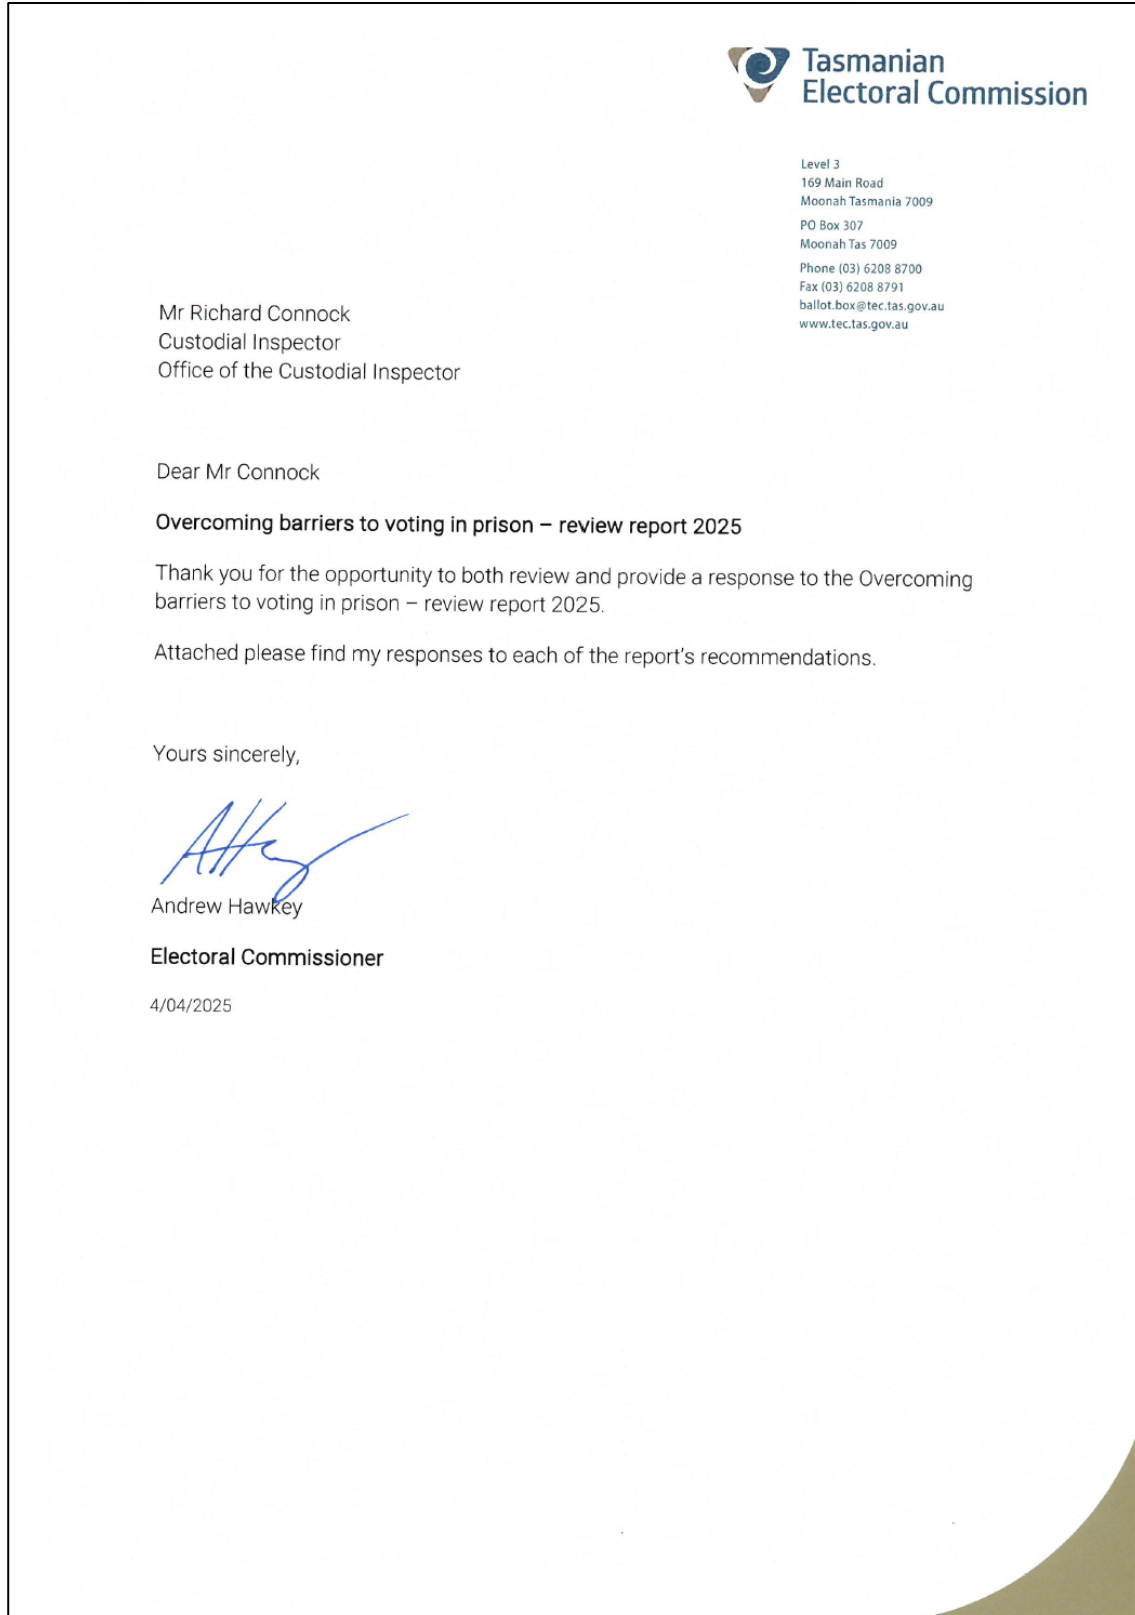 Tasmanian
Electoral Commission
Level 3
169 Main Road
Moonah Tasmania 7009
PO Box 307
Moonah Tas 7009
Phone (03) 6208 8700
Fax (03) 6208 8791
ballot.box@tec.tas.gov.au
www.tec.tas.gov.au
Mr Richard Connock
Custodial Inspector
Office of the Custodial Inspector
Dear Mr Connock
Overcoming barriers to voting in prison – review report 2025
Thank you for the opportunity to both review and provide a response to the Overcoming
barriers to voting in prison – review report 2025.
Attached please find my responses to each of the report's recommendations.
Yours sincerely,
Andrew Hawkey
Electoral Commissioner
4/04/2025